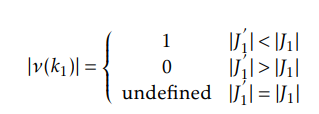 1 |J₁′| < |J₁|
|ν(k₁)| = { 0 |J₁′| > |J₁|
undefined |J₁′| = |J₁|